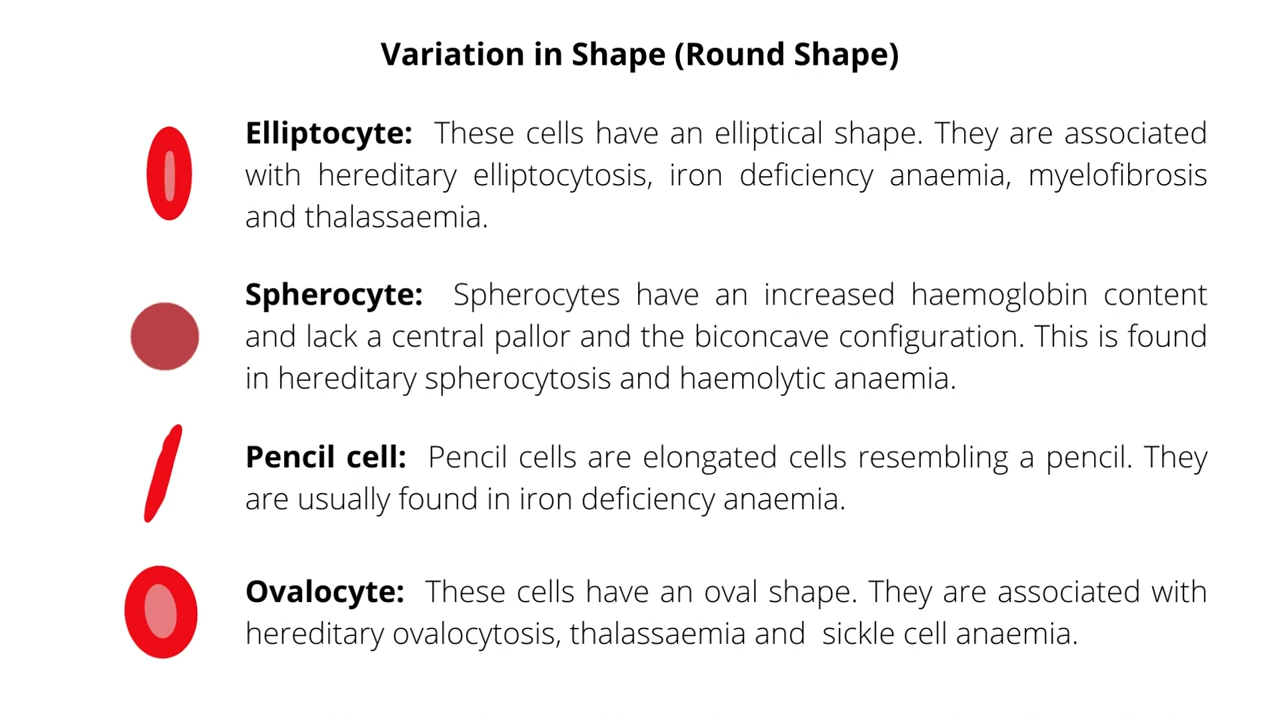 Variation in Shape (Round Shape)
Elliptocyte: These cells have an elliptical shape. They are associated
with hereditary elliptocytosis, iron deficiency anaemia, myelofibrosis
and thalassaemia.
Spherocyte: Spherocytes have an increased haemoglobin content
and lack a central pallor and the biconcave configuration. This is found
in hereditary spherocytosis and haemolytic anaemia.
Pencil cell: Pencil cells are elongated cells resembling a pencil. They
are usually found in iron deficiency anaemia.
Ovalocyte: These cells have an oval shape. They are associated with
hereditary ovalocytosis, thalassaemia and sickle cell anaemia.